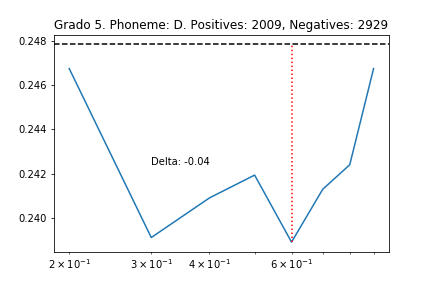 Grado 5. Phoneme: D. Positives: 2009, Negatives: 2929
0.248
0.246
0.244
0.242
0.240
Delta: -0.04
2 × 10⁻¹ 3 × 10⁻¹ 4 × 10⁻¹ 6 × 10⁻¹